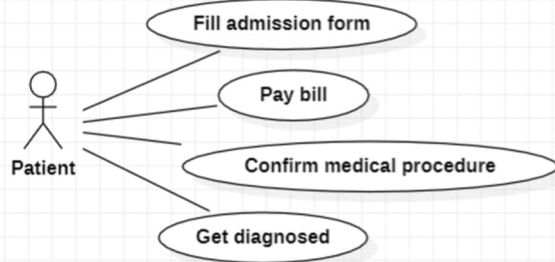 Fill admission form
Pay bill
Confirm medical procedure
Patient
Get diagnosed